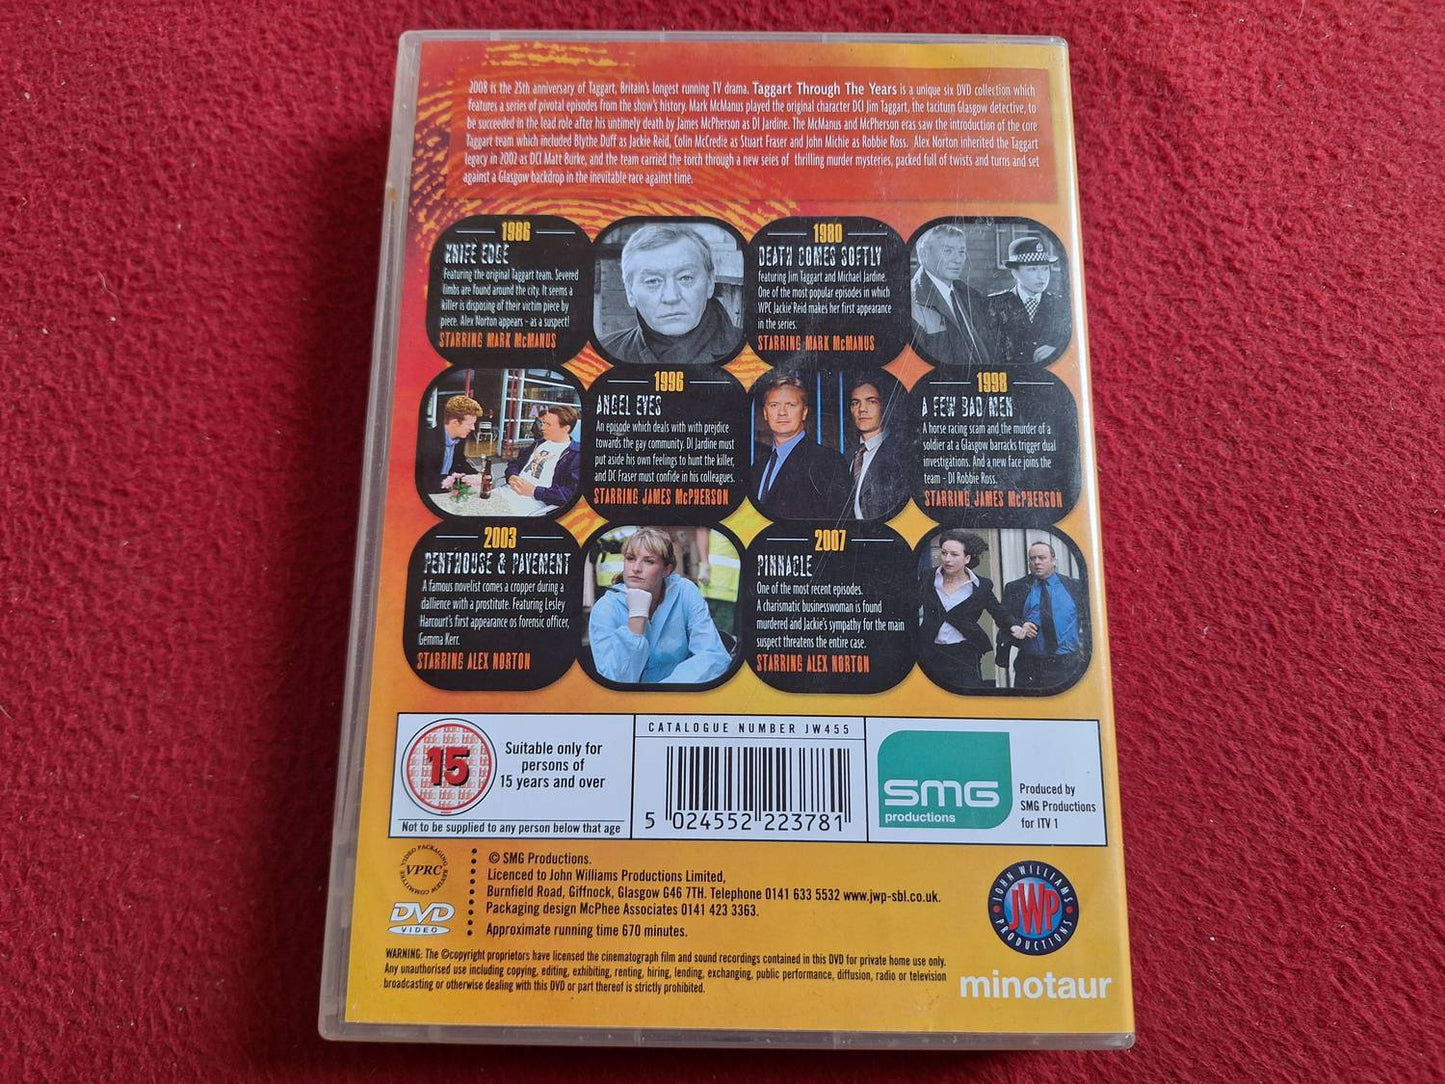 2008 is the 25th anniversary of Taggart, Britain's longest running TV drama. Taggart Through The Years is a unique six DVD collection which
features a series of pivotal episodes from the show's history. Mark McManus played the original character DCI Jim Taggart, the taciturn Glasgow detective, to
be succeeded in the lead role after his untimely death by James McPherson as DI Jardine. The McManus and McPherson eras saw the introduction of the core
Taggart team which included Blythe Duff as Jackie Reid, Colin McCredie as Stuart Fraser and John Michie as Robbie Ross. Alex Norton inherited the Taggart
legacy in 2002 as DCI Matt Burke, and the team carried the torch through a new seies of thrilling murder mysteries, packed full of twists and turns and set
against a Glasgow backdrop in the inevitable race against time.
1986
KNIFE EDGE
Featuring the original Taggart team. Severed
limbs are found around the city. It seems a
killer is disposing of their victim piece by
piece. Alex Norton appears - as a suspect!
STARRING MARK McMANUS
1980
DEATH COMES SOFTLY
featuring Jim Taggart and Michael Jardine.
One of the most popular episodes in which
WPC Jackie Reid makes her first appearance
in the series.
STARRING MARK McMANUS
1996
ANGEL EYES
An episode which deals with with prejdice
towards the gay community. DI Jardine must
put aside his own feelings to hunt the killer,
and DC Fraser must confide in his colleagues.
STARRING JAMES McPHERSON
1998
A FEW BAD MEN
A horse racing scam and the murder of a
soldier at a Glasgow barracks trigger dual
investigations. And a new face joins the
team - DI Robbie Ross.
STARRING JAMES McPHERSON
2003
PENTHOUSE & PAVEMENT
A famous novelist comes a cropper during a
dallience with a prostitute. Featuring Lesley
Harcourt's first appearance os forensic officer,
Gemma Kerr.
STARRING ALEX NORTON
2007
PINNACLE
One of the most recent episodes.
A charismatic businesswoman is found
murdered and Jackie's sympathy for the main
suspect threatens the entire case.
STARRING ALEX NORTON
15
Suitable only for
persons of
15 years and over
Not to be supplied to any person below that age
CATALOGUE NUMBER JW455
5 024552 223781
SMG
productions
Produced by
SMG Productions
for ITV 1
VIDEO PACKAGING REVIEW COMMITTEE
VPRC
DVD
VIDEO
© SMG Productions.
Licenced to John Williams Productions Limited,
Burnfield Road, Giffnock, Glasgow G46 7TH. Telephone 0141 633 5532 www.jwp-sbl.co.uk.
Packaging design McPhee Associates 0141 423 3363.
Approximate running time 670 minutes.
JOHN WILLIAMS
JWP
PRODUCTIONS
WARNING: The ©copyright proprietors have licensed the cinematograph film and sound recordings contained in this DVD for private home use only.
Any unauthorised use including copying, editing, exhibiting, renting, hiring, lending, exchanging, public performance, diffusion, radio or television
broadcasting or otherwise dealing with this DVD or part thereof is strictly prohibited.
minotaur